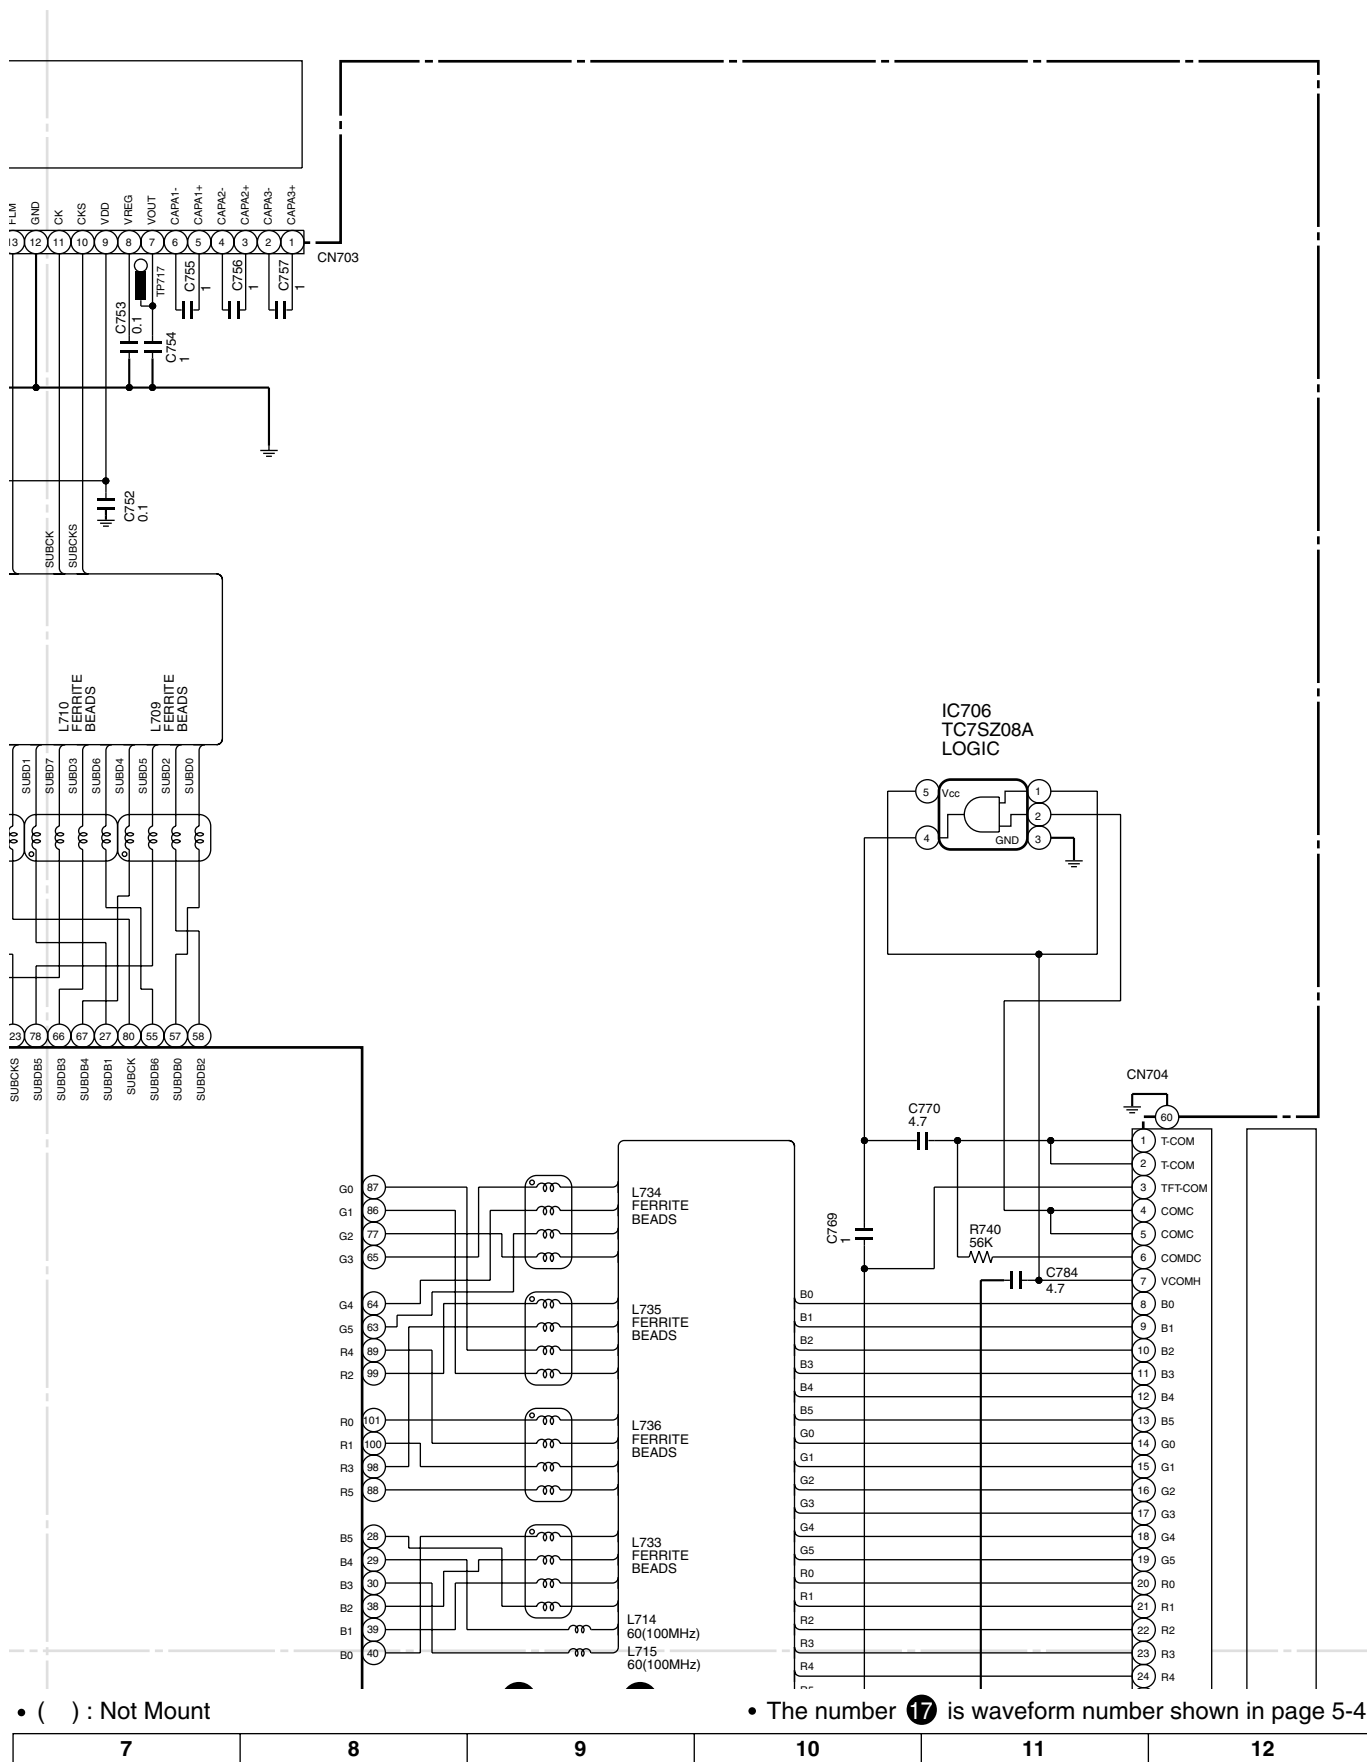 FLM
GND
CK
CKS
VDD
VREG
VOUT
CAPA1-
CAPA1+
CAPA2-
CAPA2+
CAPA3-
CAPA3+
13 12 11 10 9 8 7 6 5 4 3 2 1
CN703
TP717
C755
1
C756
1
C757
1
C753
0.1
C754
1
C752
0.1
SUBCK
SUBCKS
L710
FERRITE
BEADS
L709
FERRITE
BEADS
SUBD1
SUBD7
SUBD3
SUBD6
SUBD4
SUBD5
SUBD2
SUBD0
23 78 66 67 27 80 55 57 58
SUBCKS
SUBDB5
SUBDB3
SUBDB4
SUBDB1
SUBCK
SUBDB6
SUBDB0
SUBDB2
IC706
TC7SZ08A
LOGIC
5 Vcc 1
2
4 GND 3
CN704
60
C770
4.7
C769
1
R740
56K
C784
4.7
1 T-COM
2 T-COM
3 TFT-COM
4 COMC
5 COMC
6 COMDC
7 VCOMH
8 B0
9 B1
10 B2
11 B3
12 B4
13 B5
14 G0
15 G1
16 G2
17 G3
18 G4
19 G5
20 R0
21 R1
22 R2
23 R3
24 R4
G0 87
G1 86
G2 77
G3 65
G4 64
G5 63
R4 89
R2 99
R0 101
R1 100
R3 98
R5 88
B5 28
B4 29
B3 30
B2 38
B1 39
B0 40
L734
FERRITE
BEADS
L735
FERRITE
BEADS
L736
FERRITE
BEADS
L733
FERRITE
BEADS
L714
60(100MHz)
L715
60(100MHz)
B0
B1
B2
B3
B4
B5
G0
G1
G2
G3
G4
G5
R0
R1
R2
R3
R4
• ( ) : Not Mount
• The number 17 is waveform number shown in page 5-4
7 8 9 10 11 12